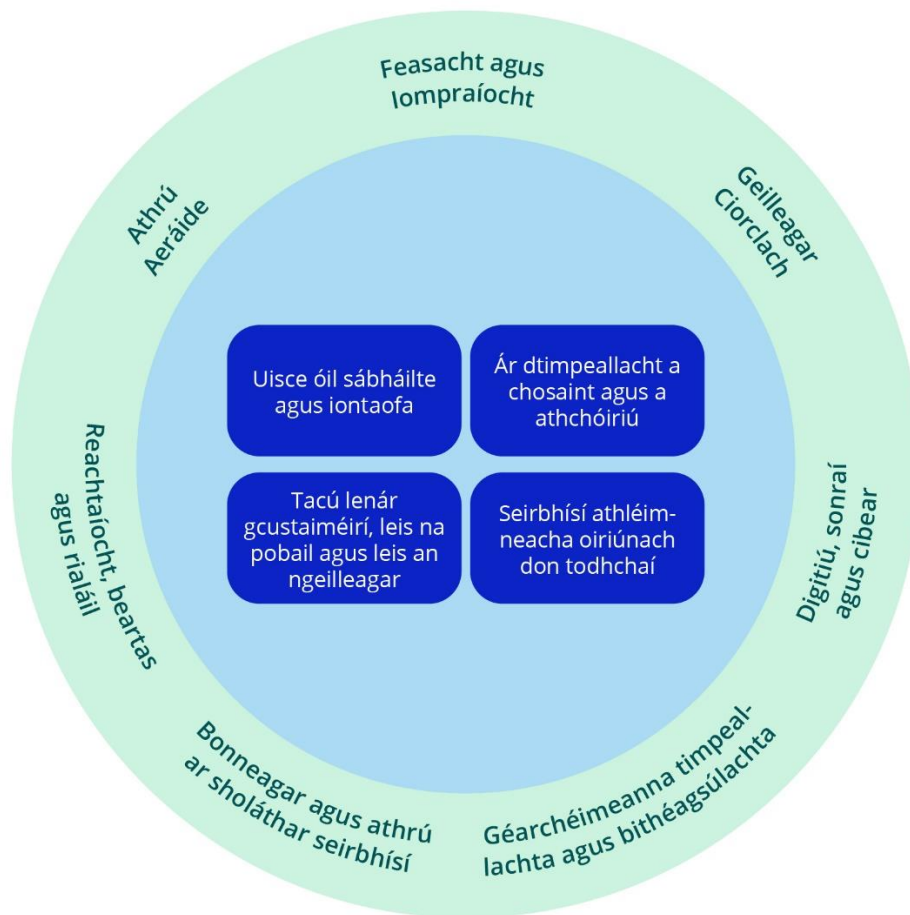 Feasacht agus
Iompraíocht
Geilleagar
Ciorclach
Digitiú, sonraí
agus cibear
Géarchéimeanna timpeal-
lachta agus bithéagsúlachta
Bonneagar agus athrú
ar sholáthar seirbhísí
Reachtaíocht, beartas
agus rialáil
Athrú
Aeráide
Uisce óil sábháilte
agus iontaofa
Ár dtimpeallacht a
chosaint agus a
athchóiriú
Tacú lenár
gcustaiméirí, leis na
pobail agus leis an
ngeilleagar
Seirbhísí athléim-
neacha oiriúnach
don todhchaí